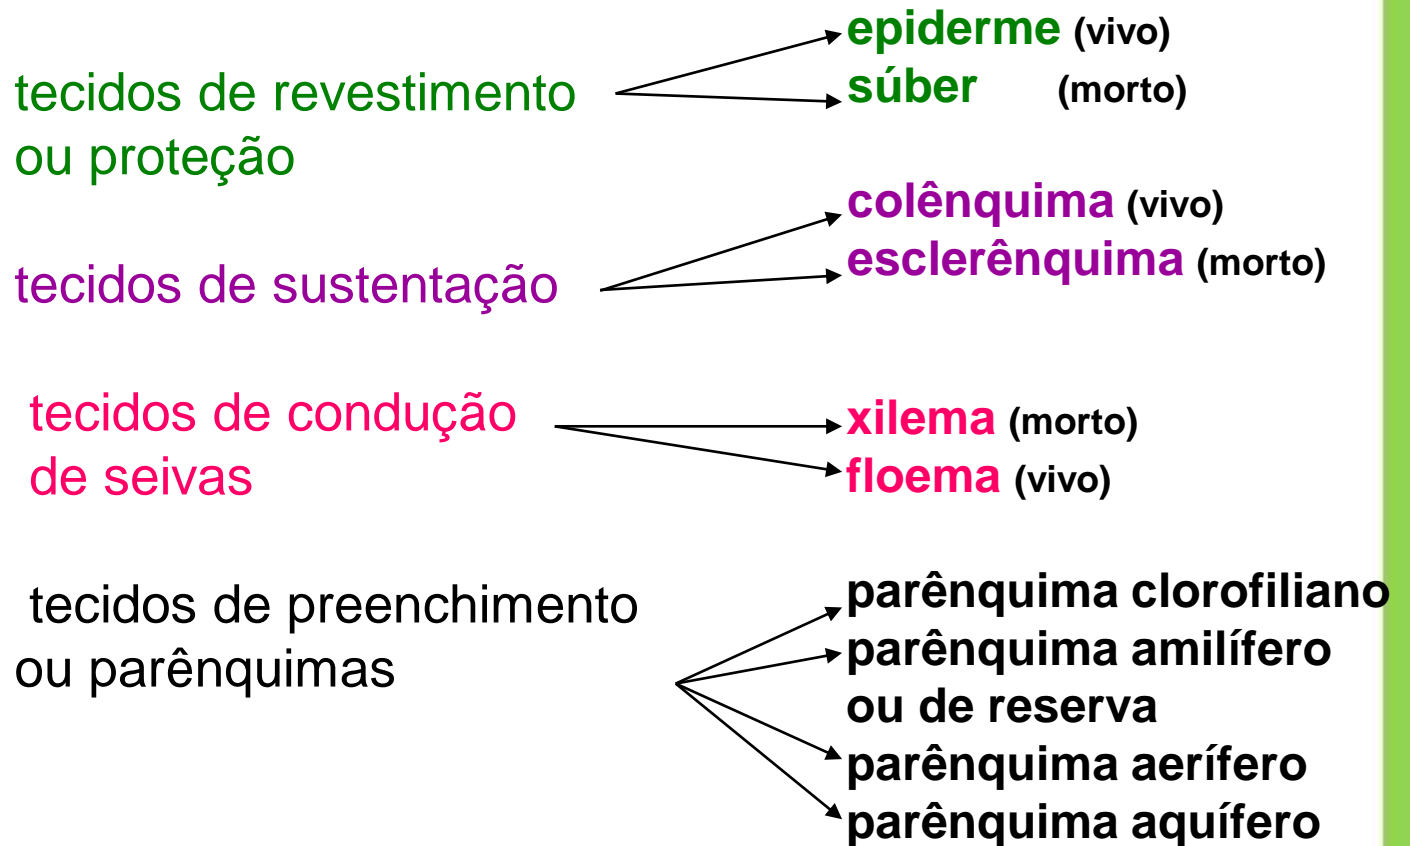 epiderme (vivo)
tecidos de revestimento
ou proteção
súber (morto)
colênquima (vivo)
tecidos de sustentação
esclerênquima (morto)
tecidos de condução
de seivas
xilema (morto)
floema (vivo)
tecidos de preenchimento
ou parênquimas
parênquima clorofiliano
parênquima amilífero
ou de reserva
parênquima aerífero
parênquima aquífero